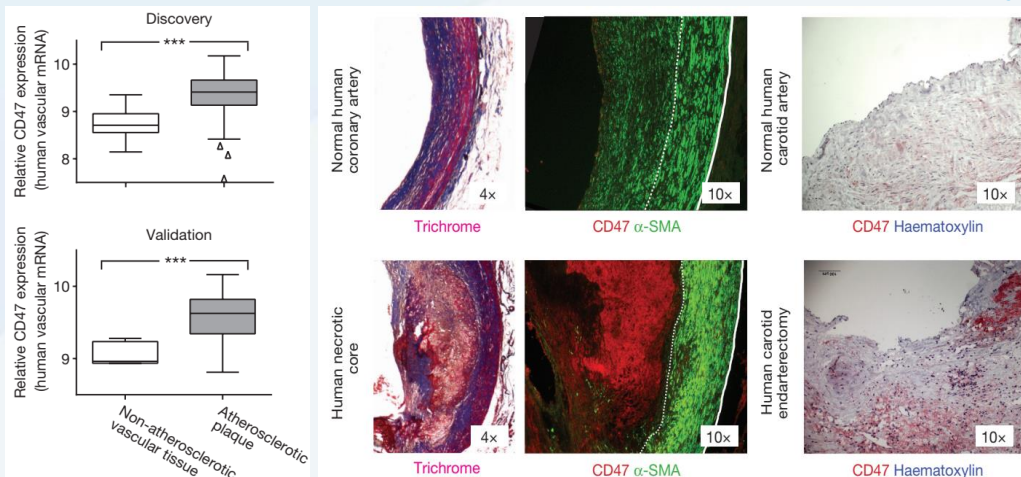 Discovery
***
Relative CD47 expression
(human vascular mRNA)
10
9
8
Validation
***
Relative CD47 expression
(human vascular mRNA)
10
9
Non-atherosclerotic
vascular tissue
Atherosclerotic
plaque
Normal human
coronary artery
4×
Trichrome
10×
CD47 α-SMA
Normal human
carotid artery
10×
CD47 Haematoxylin
Human necrotic
core
4×
Trichrome
10×
CD47 α-SMA
Human carotid
endarterectomy
10×
CD47 Haematoxylin